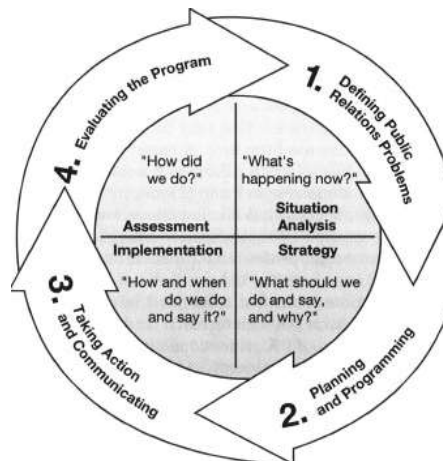 1.
Defining Public
Relations Problems
"What's
happening now?"
Situation
Analysis
2.
Planning
and Programming
Strategy
"What should we
do and say,
and why?"
3.
Taking Action
and Communicating
Implementation
"How and when
do we do
and say it?"
4.
Evaluating the Program
"How did
we do?"
Assessment